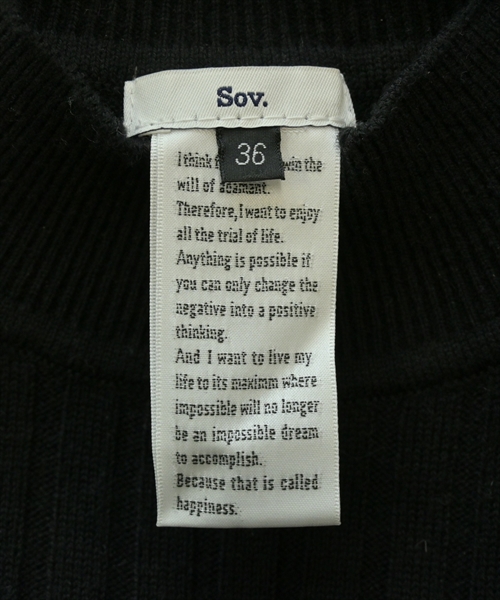 Sov.
36
I think win the
will of adamant.
Therefore, I want to enjoy
all the trial of life.
Anything is possible if
you can only change the
negative into a positive
thinking.
And I want to live my
life to its maximm where
impossible will no longer
be an impossible dream
to accomplish.
Because that is called
happiness.